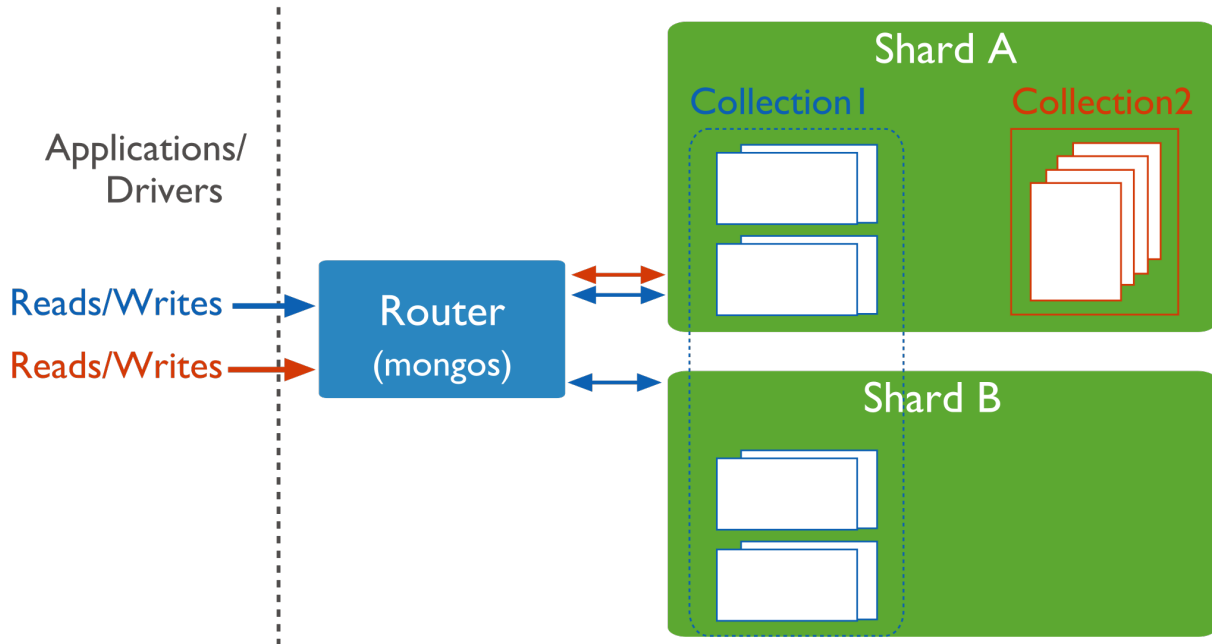 Shard A
Collection1
Collection2
Applications/
Drivers
Reads/Writes
Reads/Writes
Router
(mongos)
Shard B